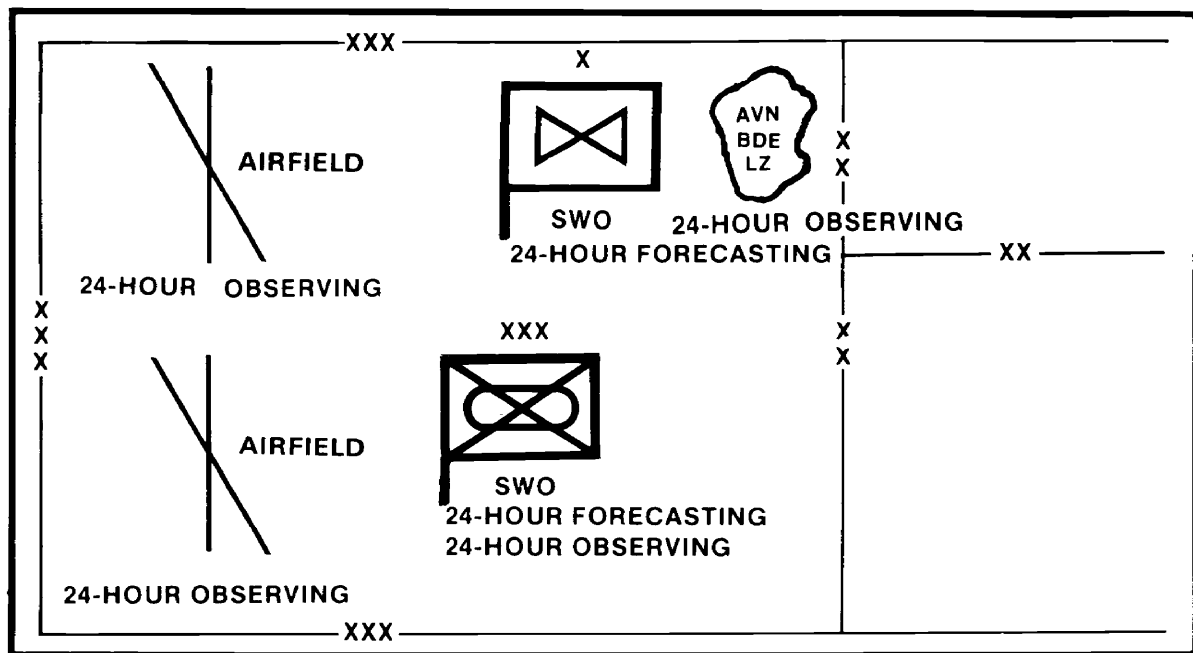 XXX
X
AVN
BDE
LZ
X
X
AIRFIELD
SWO
24-HOUR OBSERVING
24-HOUR FORECASTING
XX
24-HOUR OBSERVING
X
X
X
XXX
X
X
AIRFIELD
SWO
24-HOUR FORECASTING
24-HOUR OBSERVING
24-HOUR OBSERVING
XXX